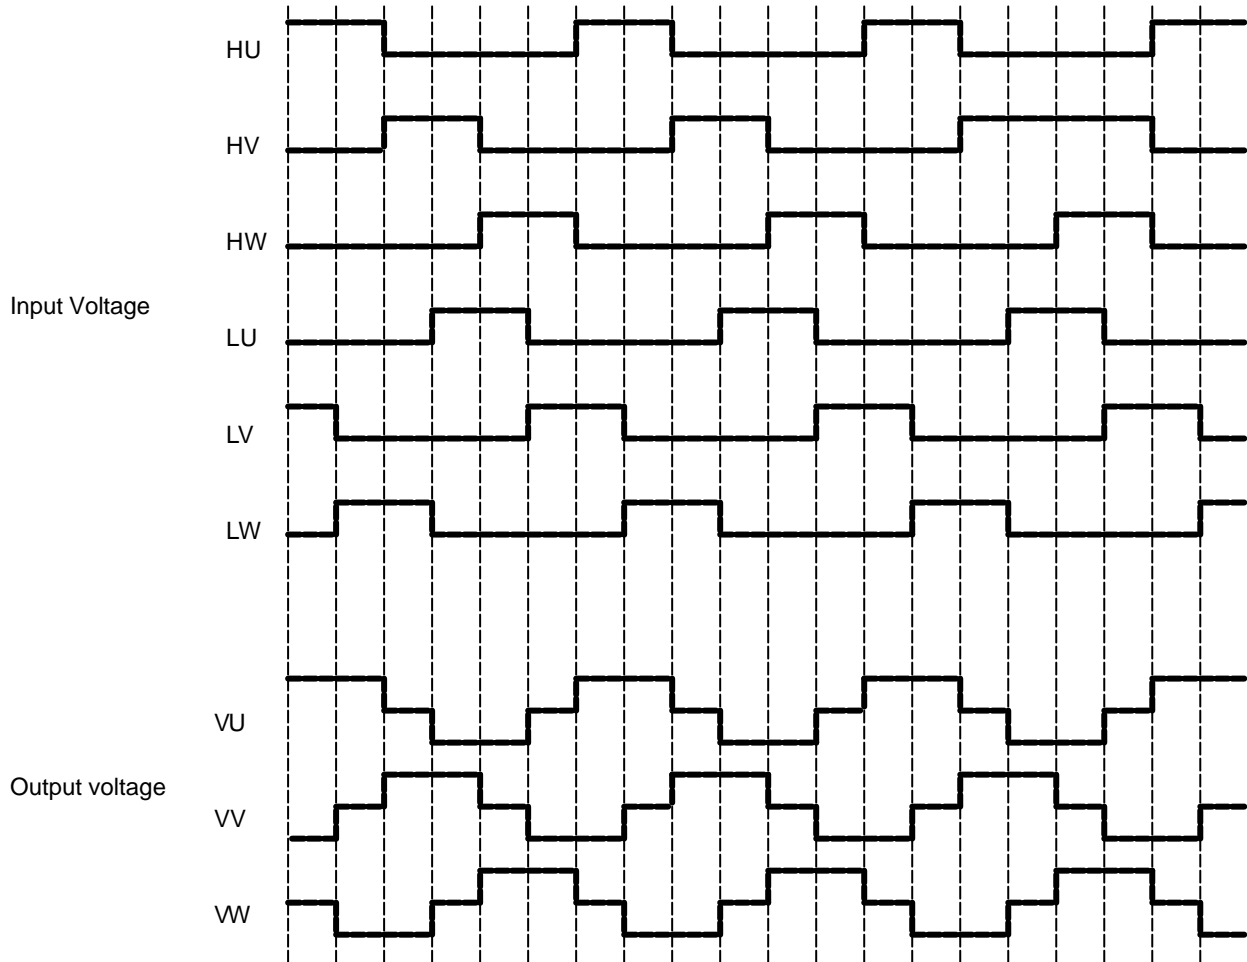 HU
HV
HW
Input Voltage
LU
LV
LW
VU
Output voltage
VV
VW